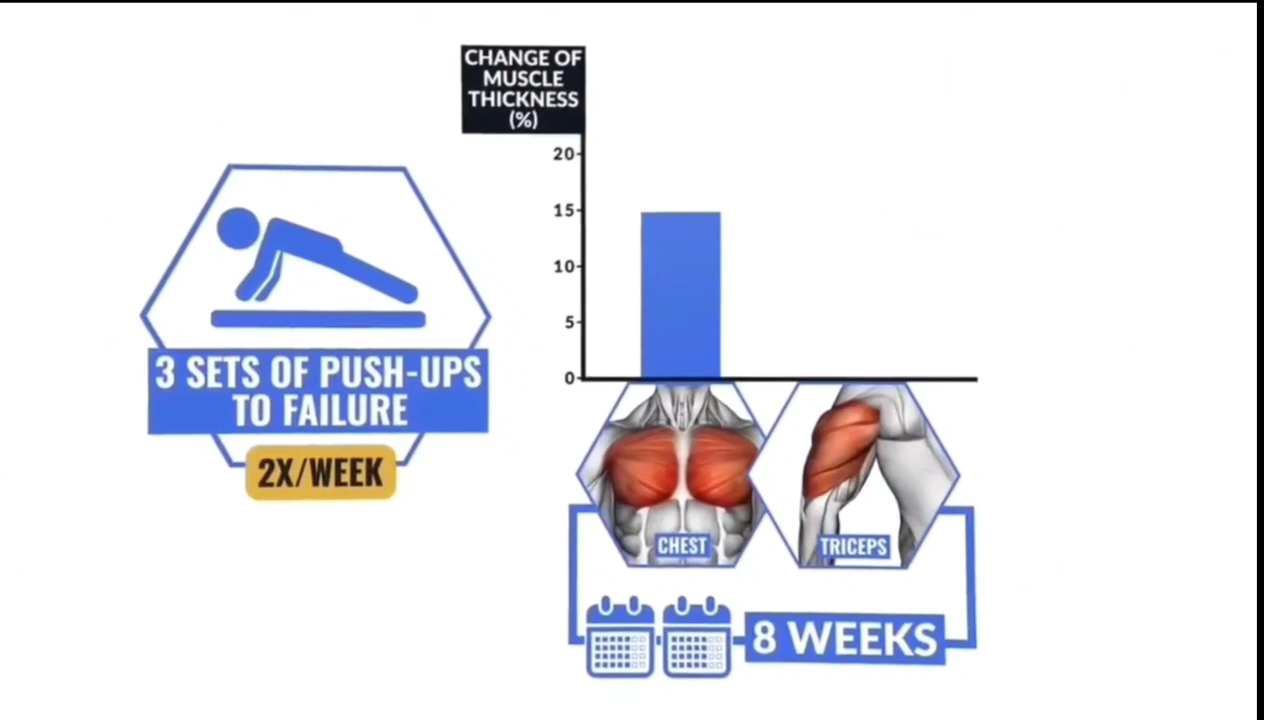 CHANGE OF
MUSCLE
THICKNESS
(%)
20
15
10
5
0
3 SETS OF PUSH-UPS
TO FAILURE
2X/WEEK
CHEST
TRICEPS
8 WEEKS